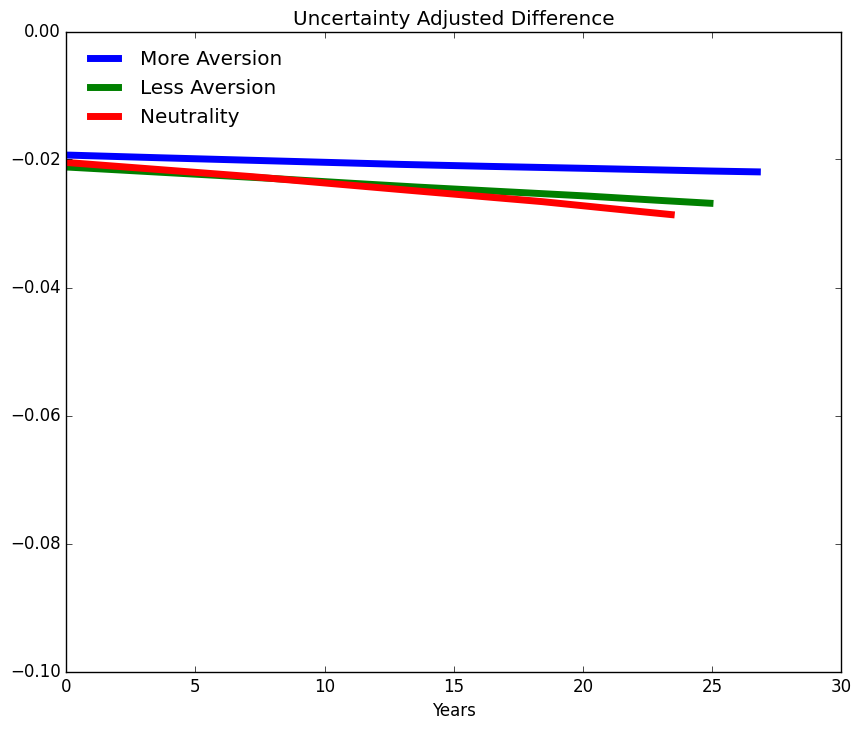 Uncertainty Adjusted Difference
0.00
−0.02
−0.04
−0.06
−0.08
−0.10
More Aversion
Less Aversion
Neutrality
0 5 10 15 20 25 30
Years